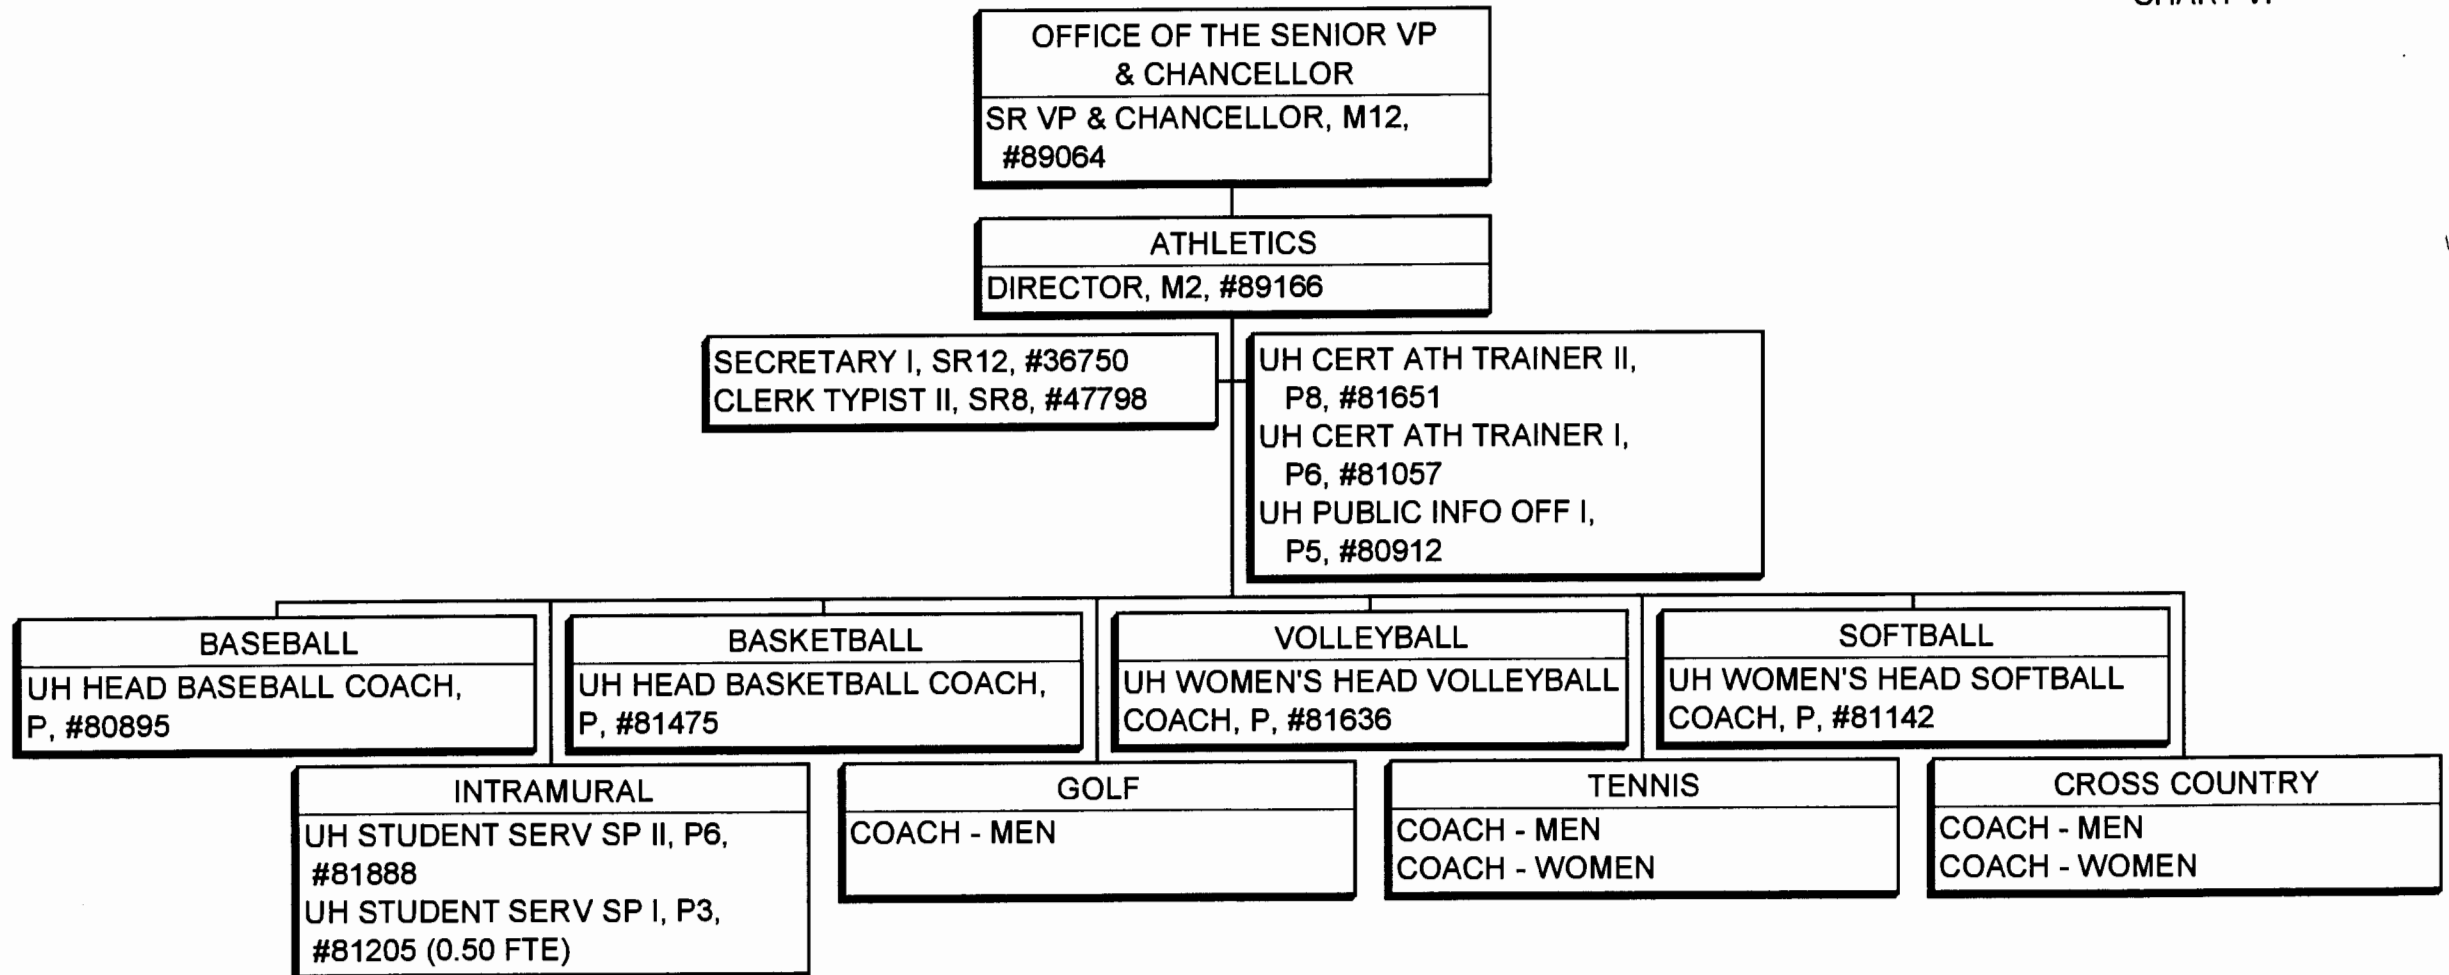 OFFICE OF THE SENIOR VP
& CHANCELLOR
SR VP & CHANCELLOR, M12,
#89064
ATHLETICS
DIRECTOR, M2, #89166
SECRETARY I, SR12, #36750
CLERK TYPIST II, SR8, #47798
UH CERT ATH TRAINER II,
P8, #81651
UH CERT ATH TRAINER I,
P6, #81057
UH PUBLIC INFO OFF I,
P5, #80912
BASEBALL
UH HEAD BASEBALL COACH,
P, #80895
BASKETBALL
UH HEAD BASKETBALL COACH,
P, #81475
VOLLEYBALL
UH WOMEN'S HEAD VOLLEYBALL
COACH, P, #81636
SOFTBALL
UH WOMEN'S HEAD SOFTBALL
COACH, P, #81142
INTRAMURAL
UH STUDENT SERV SP II, P6,
#81888
UH STUDENT SERV SP I, P3,
#81205 (0.50 FTE)
GOLF
COACH - MEN
TENNIS
COACH - MEN
COACH - WOMEN
CROSS COUNTRY
COACH - MEN
COACH - WOMEN